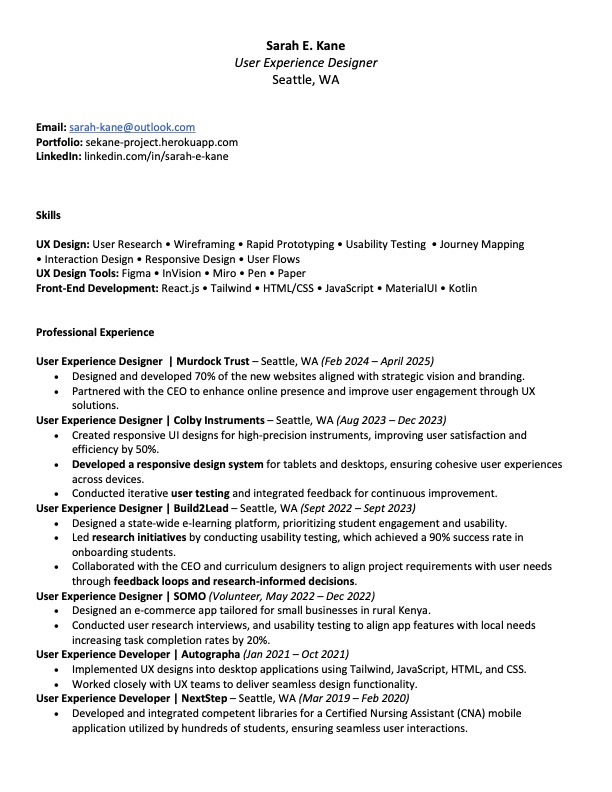 Sarah E. Kane
User Experience Designer
Seattle, WA
Email: sarah-kane@outlook.com
Portfolio: sekane-project.herokuapp.com
LinkedIn: linkedin.com/in/sarah-e-kane
Skills
UX Design: User Research • Wireframing • Rapid Prototyping • Usability Testing • Journey Mapping
• Interaction Design • Responsive Design • User Flows
UX Design Tools: Figma • InVision • Miro • Pen • Paper
Front-End Development: React.js • Tailwind • HTML/CSS • JavaScript • MaterialUI • Kotlin
Professional Experience
User Experience Designer | Murdock Trust – Seattle, WA (Feb 2024 – April 2025)
• Designed and developed 70% of the new websites aligned with strategic vision and branding.
• Partnered with the CEO to enhance online presence and improve user engagement through UX
solutions.
User Experience Designer | Colby Instruments – Seattle, WA (Aug 2023 – Dec 2023)
• Created responsive UI designs for high-precision instruments, improving user satisfaction and
efficiency by 50%.
• Developed a responsive design system for tablets and desktops, ensuring cohesive user experiences
across devices.
• Conducted iterative user testing and integrated feedback for continuous improvement.
User Experience Designer | Build2Lead – Seattle, WA (Sept 2022 – Sept 2023)
• Designed a state-wide e-learning platform, prioritizing student engagement and usability.
• Led research initiatives by conducting usability testing, which achieved a 90% success rate in
onboarding students.
• Collaborated with the CEO and curriculum designers to align project requirements with user needs
through feedback loops and research-informed decisions.
User Experience Designer | SOMO (Volunteer, May 2022 – Dec 2022)
• Designed an e-commerce app tailored for small businesses in rural Kenya.
• Conducted user research interviews, and usability testing to align app features with local needs
increasing task completion rates by 20%.
User Experience Developer | Autographa (Jan 2021 – Oct 2021)
• Implemented UX designs into desktop applications using Tailwind, JavaScript, HTML, and CSS.
• Worked closely with UX teams to deliver seamless design functionality.
User Experience Developer | NextStep – Seattle, WA (Mar 2019 – Feb 2020)
• Developed and integrated competent libraries for a Certified Nursing Assistant (CNA) mobile
application utilized by hundreds of students, ensuring seamless user interactions.